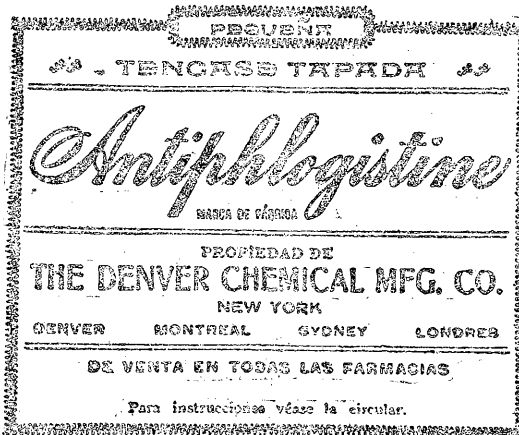 PEQUEÑA
TENGASE TAPADA
Antiphlogistine
MARCA DE FÁBRICA
PROPIEDAD DE
THE DENVER CHEMICAL MFG. CO.
NEW YORK
DENVER MONTREAL SYDNEY LONDRES
DE VENTA EN TODAS LAS FARMACIAS
Para instrucciones véase la circular.